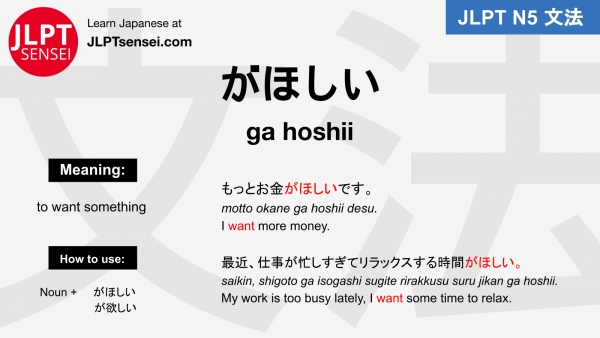 JLPT
SENSEI
Learn Japanese at
JLPTsensei.com
JLPT N5 文法
がほしい
ga hoshii
Meaning:
to want something
How to use:
Noun + がほしい
が欲しい
もっとお金がほしいです。
motto okane ga hoshii desu.
I want more money.
最近、仕事が忙しすぎてリラックスする時間がほしい。
saikin, shigoto ga isogashi sugite rirakkusu suru jikan ga hoshii.
My work is too busy lately, I want some time to relax.
文法